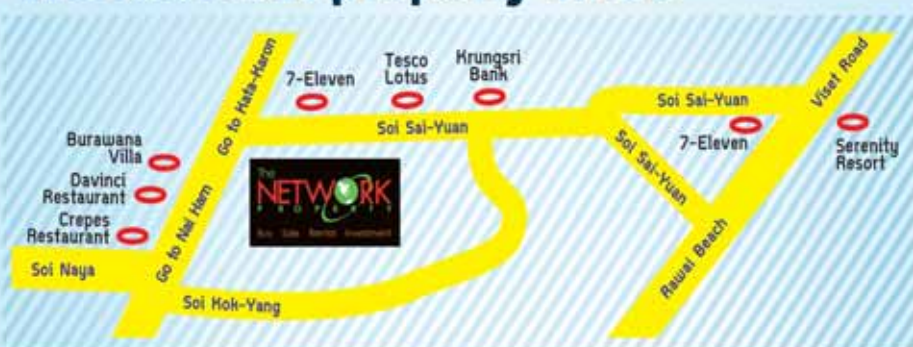 Go to Kata-Karon
7-Eleven
Tesco
Lotus
Krungsri
Bank
Soi Sai-Yuan
Soi Sai-Yuan
Viset Road
7-Eleven
Serenity
Resort
Soi Sai-Yuan
Burawana
Villa
Davinci
Restaurant
Crepes
Restaurant
The
NETWORK
PROPERTY
Buy Sale Rental Investment
Go to Nai Harn
Soi Naya
Soi Kok-Yang
Rawai Beach